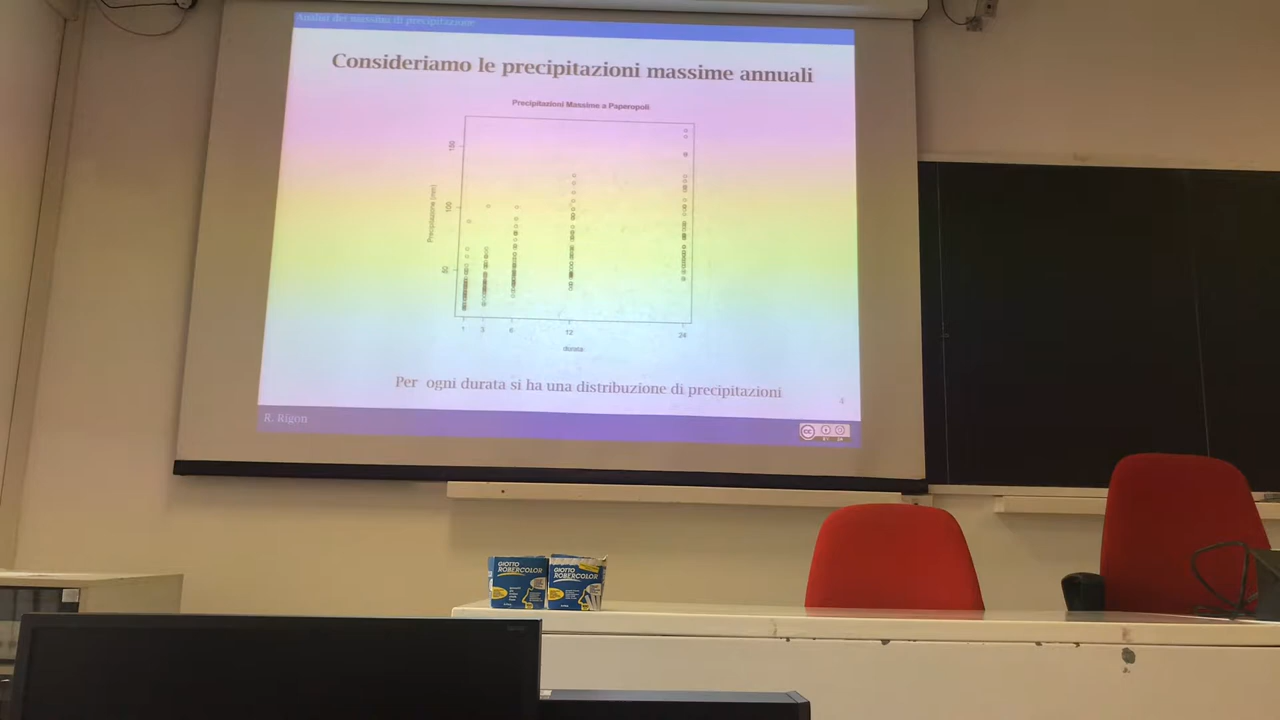 Analisi dei massimi di precipitazione
Consideriamo le precipitazioni massime annuali
Precipitazioni Massime a Paperopoli
Precipitazione (mm)
150
100
50
1 3 6 12 24
durata
Per ogni durata si ha una distribuzione di precipitazioni
4
R. Rigon
cc
GIOTTO
ROBERCOLOR
GIOTTO
ROBERCOLOR